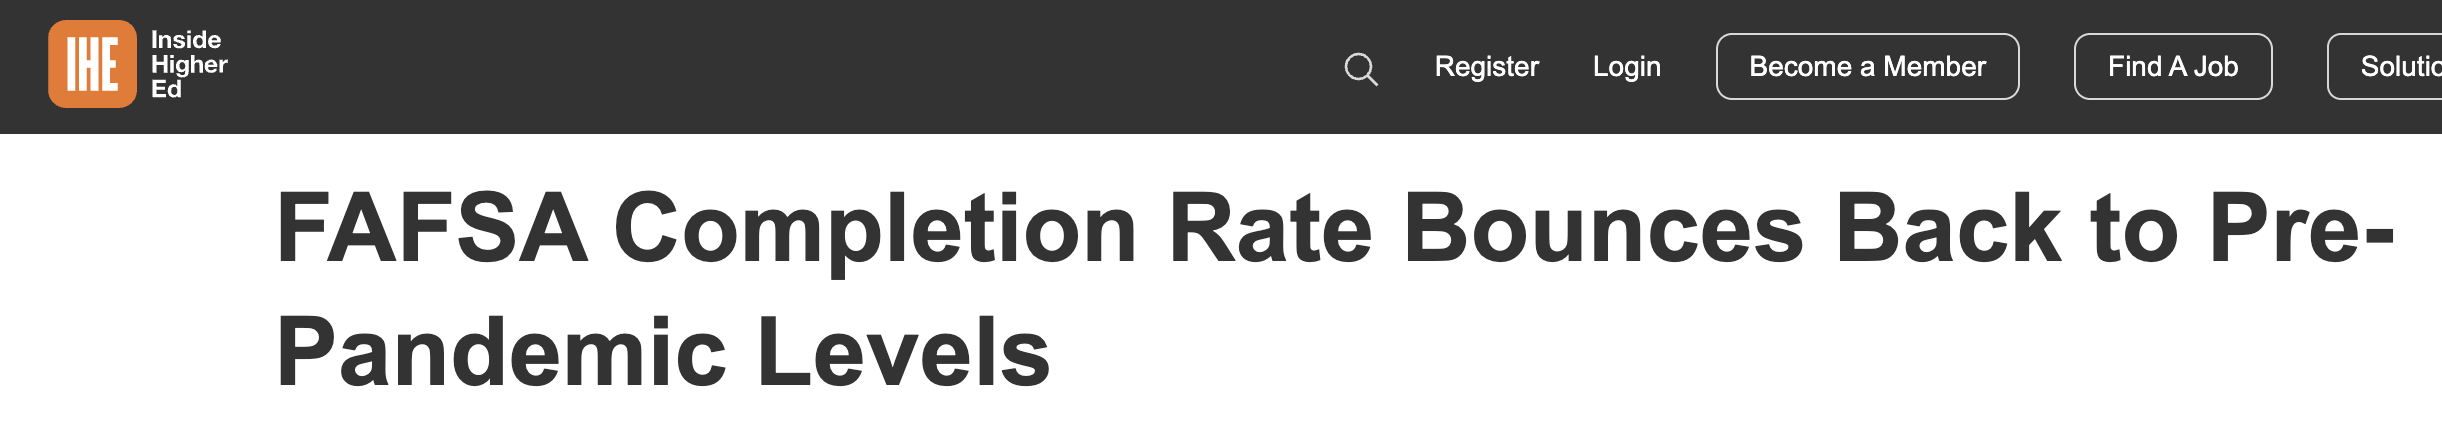 IHE
Inside
Higher
Ed
Register Login Become a Member Find A Job
FAFSA Completion Rate Bounces Back to Pre-
Pandemic Levels